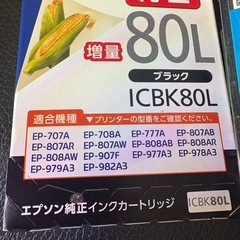 増量
80L
ブラック
ICBK80L
適合機種
▼プリンターの型番をご確認ください。
EP-707A EP-708A EP-777A EP-807AB
EP-807AR EP-807AW EP-808AB EP-808AR
EP-808AW EP-907F EP-977A3 EP-978A3
EP-979A3 EP-982A3
エプソン純正インクカートリッジ
ICBK80L